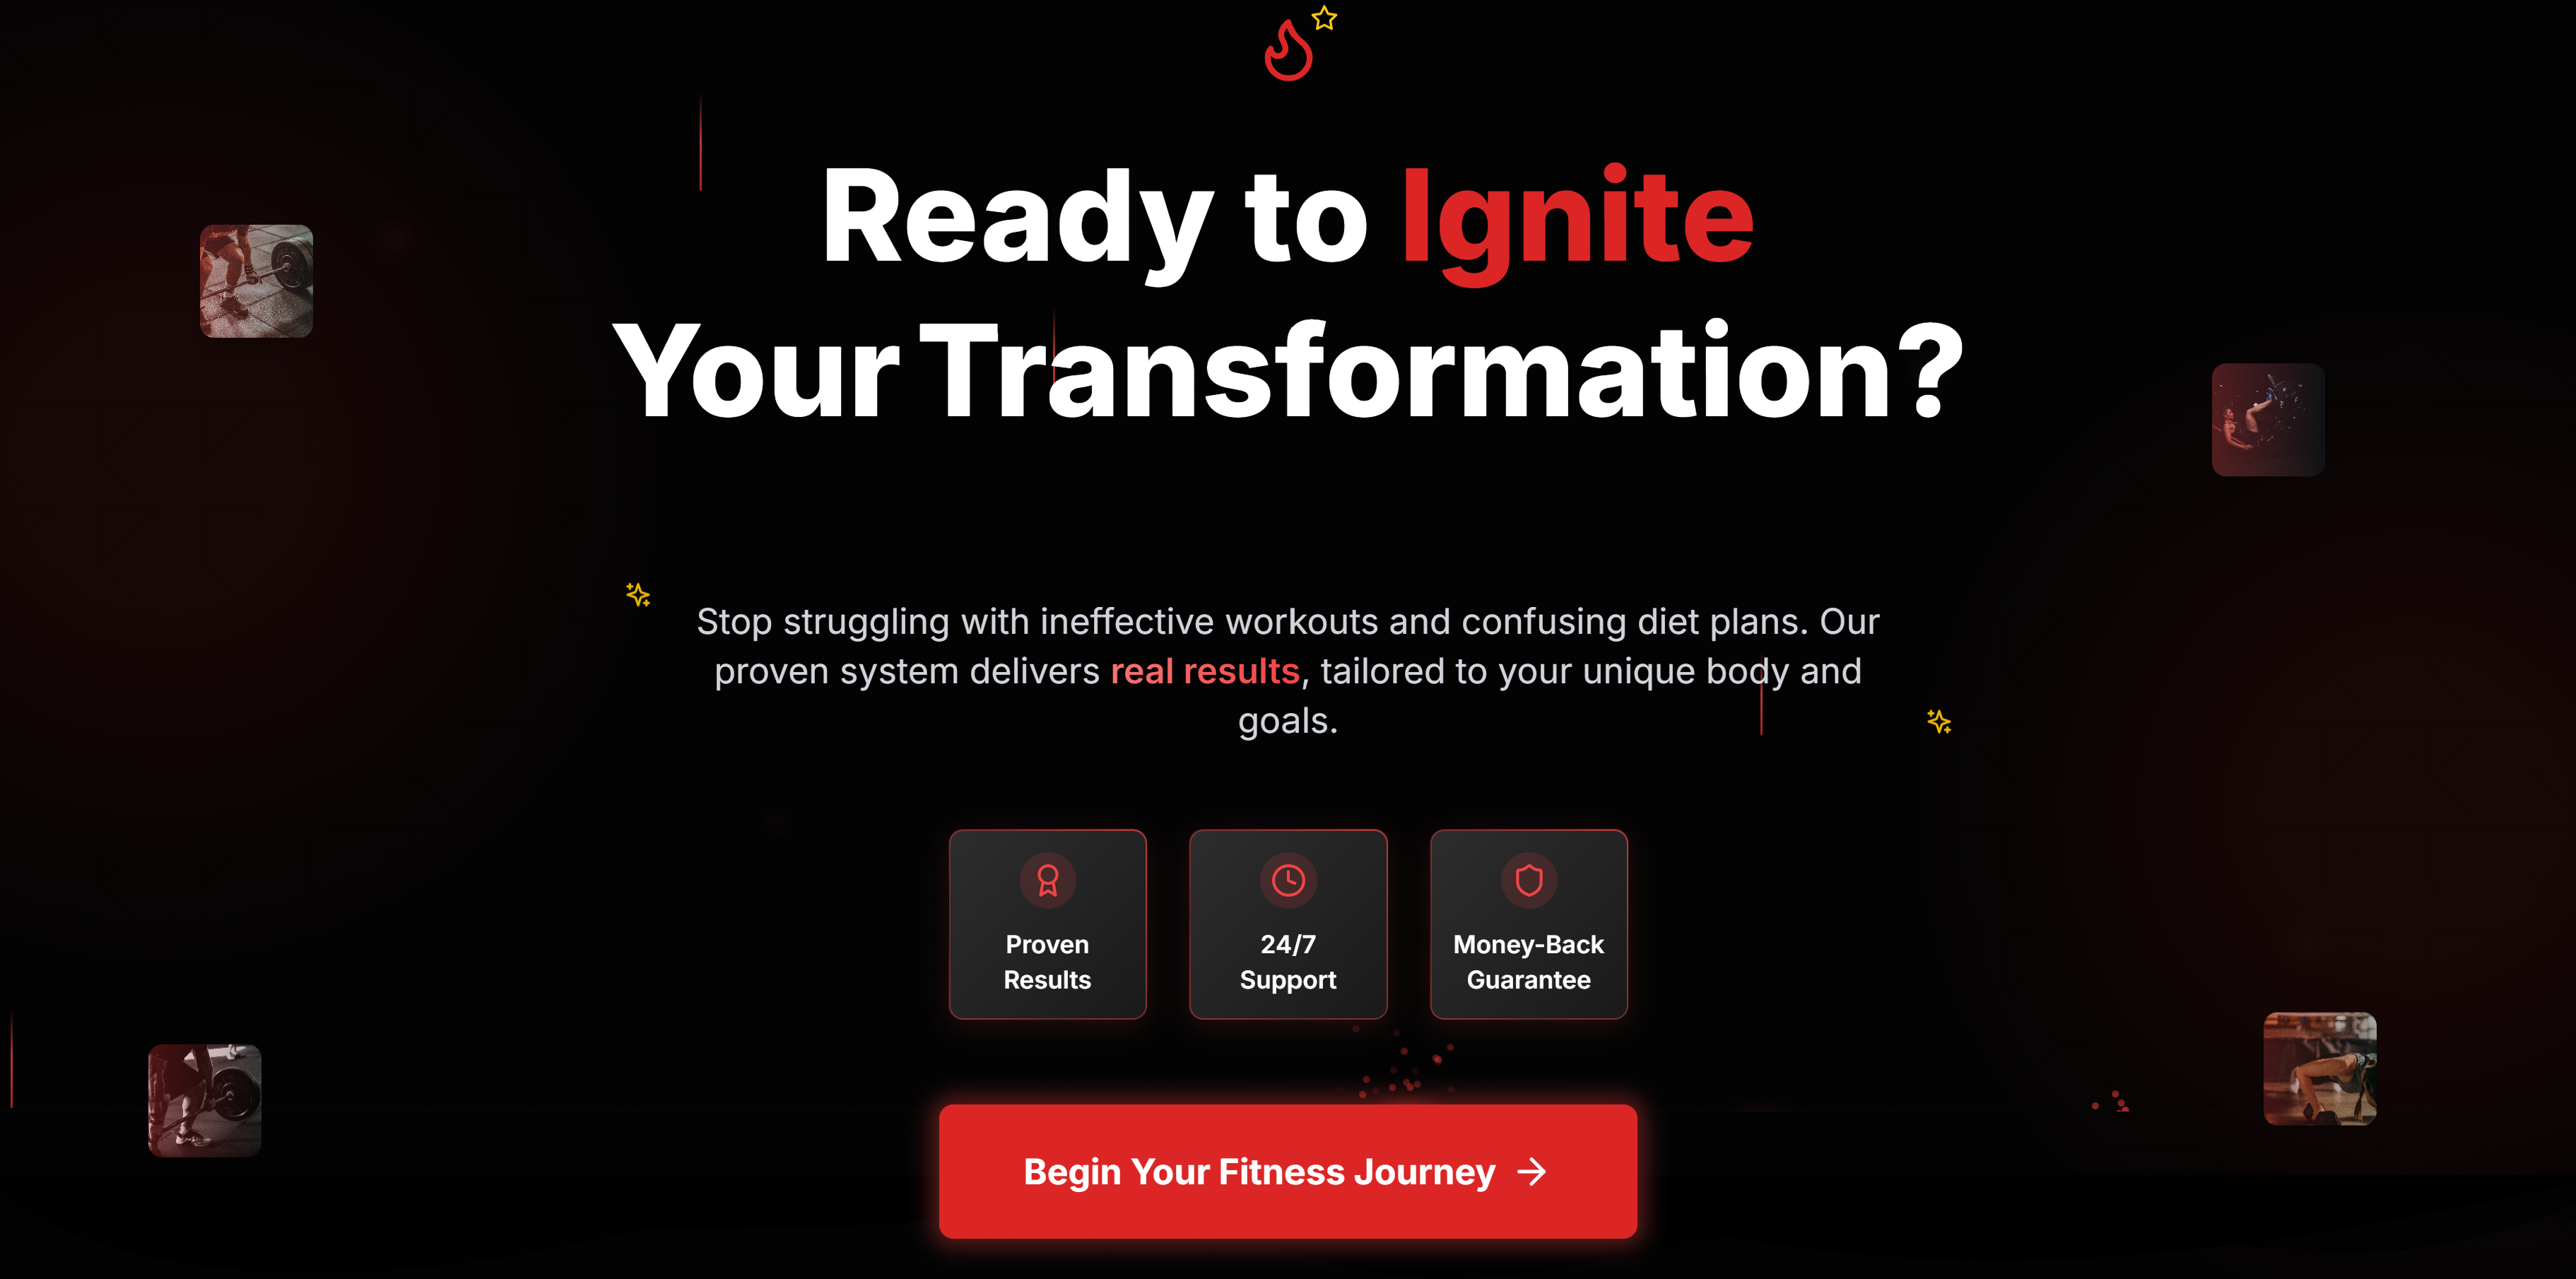 Ready to Ignite
Your Transformation?
Stop struggling with ineffective workouts and confusing diet plans. Our
proven system delivers real results, tailored to your unique body and
goals.
Proven
Results
24/7
Support
Money-Back
Guarantee
Begin Your Fitness Journey →